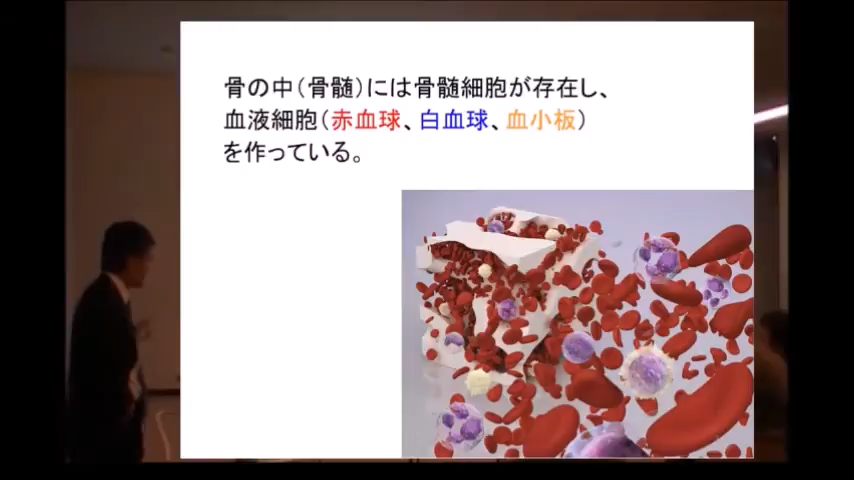 骨の中（骨髄）には骨髄細胞が存在し、
血液細胞（赤血球、白血球、血小板）
を作っている。